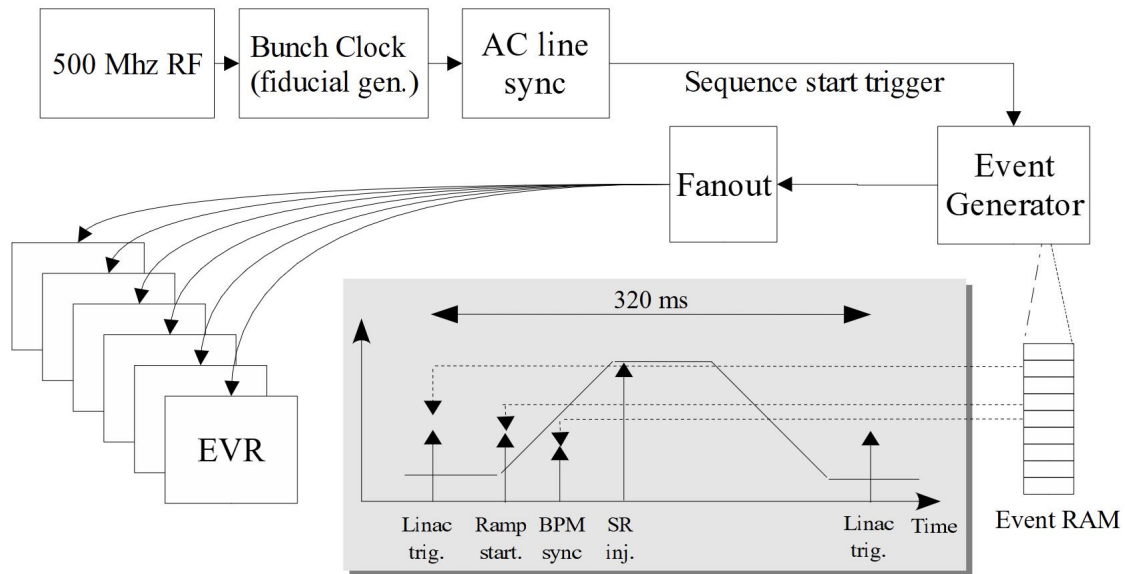 500 Mhz RF
Bunch Clock
(fiducial gen.)
AC line
sync
Sequence start trigger
Event
Generator
Fanout
EVR
320 ms
Linac
trig.
Ramp
start.
BPM
sync
SR
inj.
Linac
trig.
Time
Event RAM